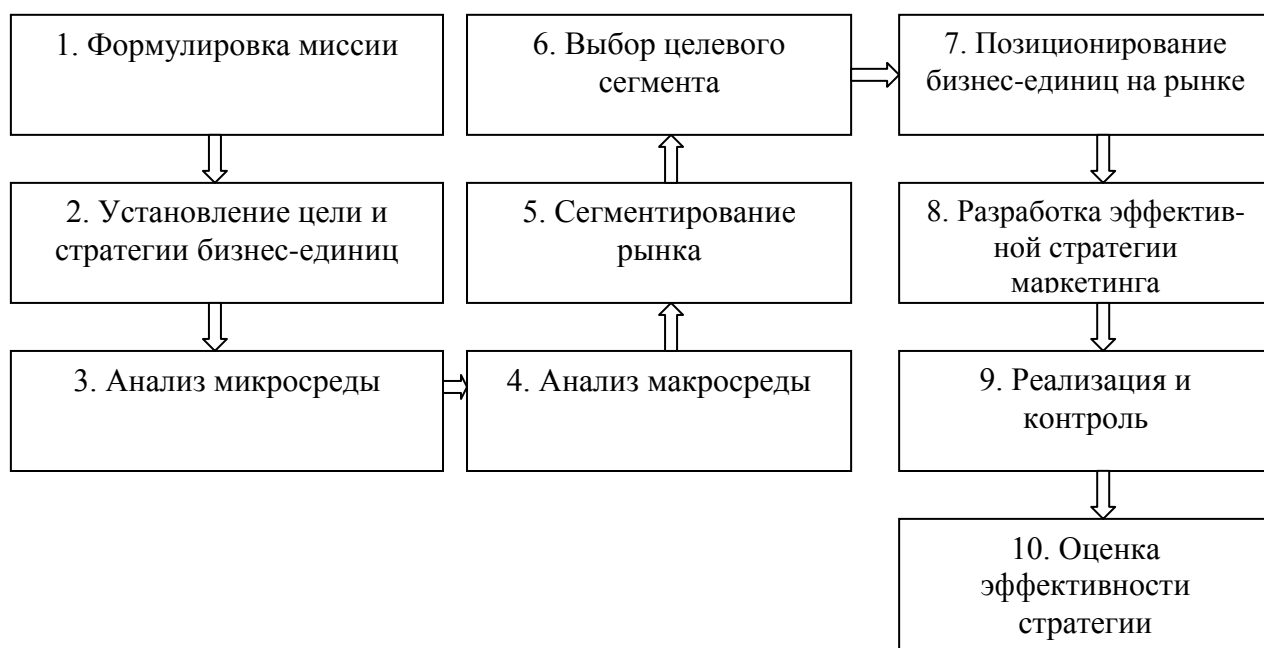 1. Формулировка миссии
2. Установление цели и
стратегии бизнес-единиц
3. Анализ микросреды
4. Анализ макросреды
5. Сегментирование
рынка
6. Выбор целевого
сегмента
7. Позиционирование
бизнес-единиц на рынке
8. Разработка эффектив-
ной стратегии
маркетинга
9. Реализация и
контроль
10. Оценка
эффективности
стратегии